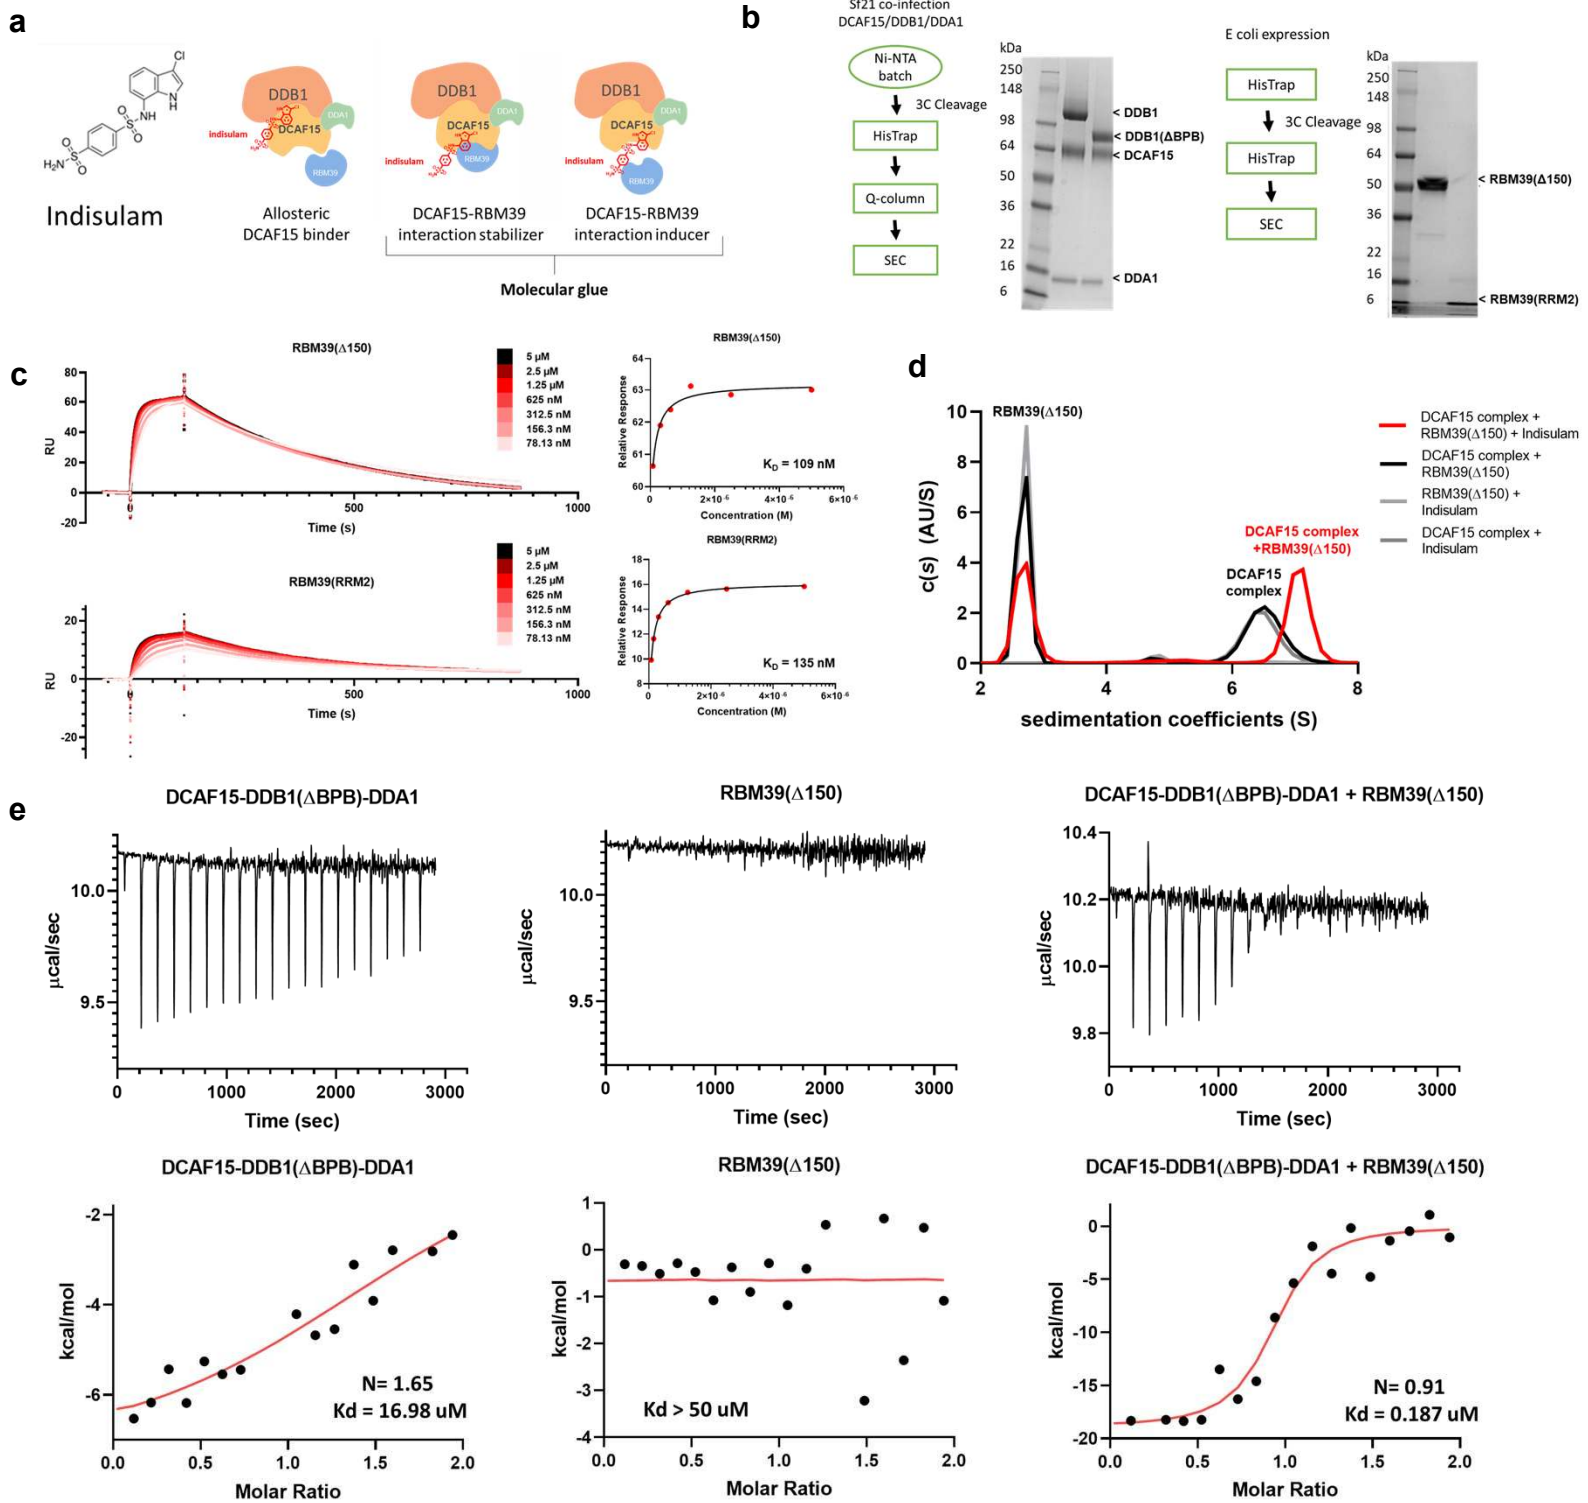 a
Cl
N
H
NH
O
S
O
O
S
O
H₂N
Indisulam
DDB1
DDA1
DCAF15
indisulam
RBM39
Allosteric
DCAF15 binder
DDB1
DDA1
DCAF15
indisulam
RBM39
DCAF15-RBM39
interaction stabilizer
DDB1
DDA1
DCAF15
indisulam
RBM39
DCAF15-RBM39
interaction inducer
Molecular glue
b
Sf21 co-infection
DCAF15/DDB1/DDA1
Ni-NTA
batch
3C Cleavage
HisTrap
Q-column
SEC
kDa
250
148
98
64
50
36
22
16
6
< DDB1
< DDB1(ΔBPB)
< DCAF15
< DDA1
E coli expression
HisTrap
3C Cleavage
HisTrap
SEC
kDa
250
148
98
64
50
36
22
16
6
< RBM39(Δ150)
< RBM39(RRM2)
c
RBM39(Δ150)
80
60
40
20
0
-20
RU
0
500
1000
Time (s)
5 µM
2.5 µM
1.25 µM
625 nM
312.5 nM
156.3 nM
78.13 nM
RBM39(Δ150)
64
63
62
61
60
Relative Response
K_D = 109 nM
0
2×10⁻⁶
4×10⁻⁶
6×10⁻⁶
Concentration (M)
RBM39(RRM2)
20
0
-20
RU
0
500
1000
Time (s)
5 µM
2.5 µM
1.25 µM
625 nM
312.5 nM
156.3 nM
78.13 nM
RBM39(RRM2)
18
16
14
12
10
8
Relative Response
K_D = 135 nM
0
2×10⁻⁶
4×10⁻⁶
6×10⁻⁶
Concentration (M)
d
10
8
6
4
2
0
c(s) (AU/S)
RBM39(Δ150)
DCAF15 complex
+RBM39(Δ150)
DCAF15
complex
2
4
6
8
sedimentation coefficients (S)
DCAF15 complex +
RBM39(Δ150) + Indisulam
DCAF15 complex +
RBM39(Δ150)
RBM39(Δ150) +
Indisulam
DCAF15 complex +
Indisulam
e
DCAF15-DDB1(ΔBPB)-DDA1
10.0
9.5
µcal/sec
0
1000
2000
3000
Time (sec)
RBM39(Δ150)
10.0
9.5
µcal/sec
0
1000
2000
3000
Time (sec)
DCAF15-DDB1(ΔBPB)-DDA1 + RBM39(Δ150)
10.4
10.2
10.0
9.8
µcal/sec
0
1000
2000
3000
Time (sec)
DCAF15-DDB1(ΔBPB)-DDA1
-2
-4
-6
kcal/mol
N= 1.65
Kd = 16.98 uM
0.0
0.5
1.0
1.5
2.0
Molar Ratio
RBM39(Δ150)
1
0
-1
-2
-3
-4
kcal/mol
Kd > 50 uM
0.0
0.5
1.0
1.5
2.0
Molar Ratio
DCAF15-DDB1(ΔBPB)-DDA1 + RBM39(Δ150)
0
-5
-10
-15
-20
kcal/mol
N = 0.91
Kd = 0.187 uM
0.0
0.5
1.0
1.5
2.0
Molar Ratio